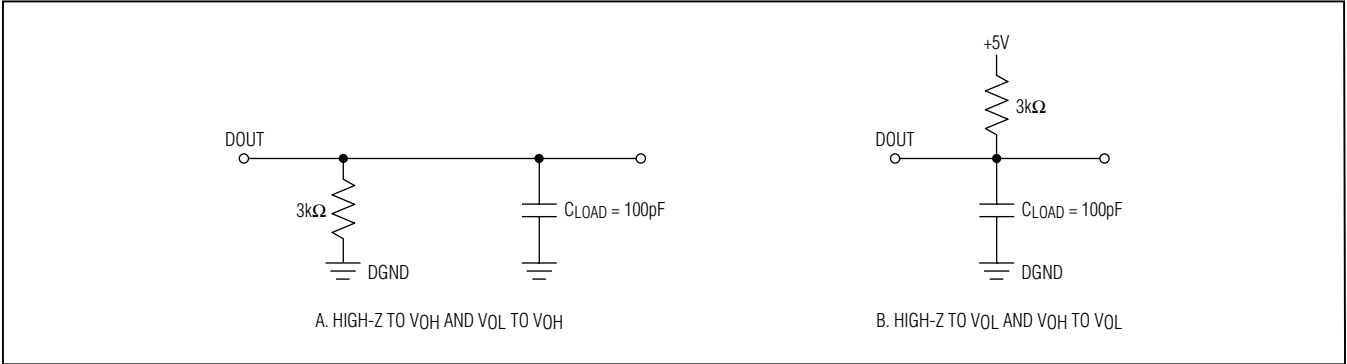 DOUT
3kΩ
CLOAD = 100pF
DGND
A. HIGH-Z TO VOH AND VOL TO VOH
+5V
3kΩ
DOUT
CLOAD = 100pF
DGND
B. HIGH-Z TO VOL AND VOH TO VOL